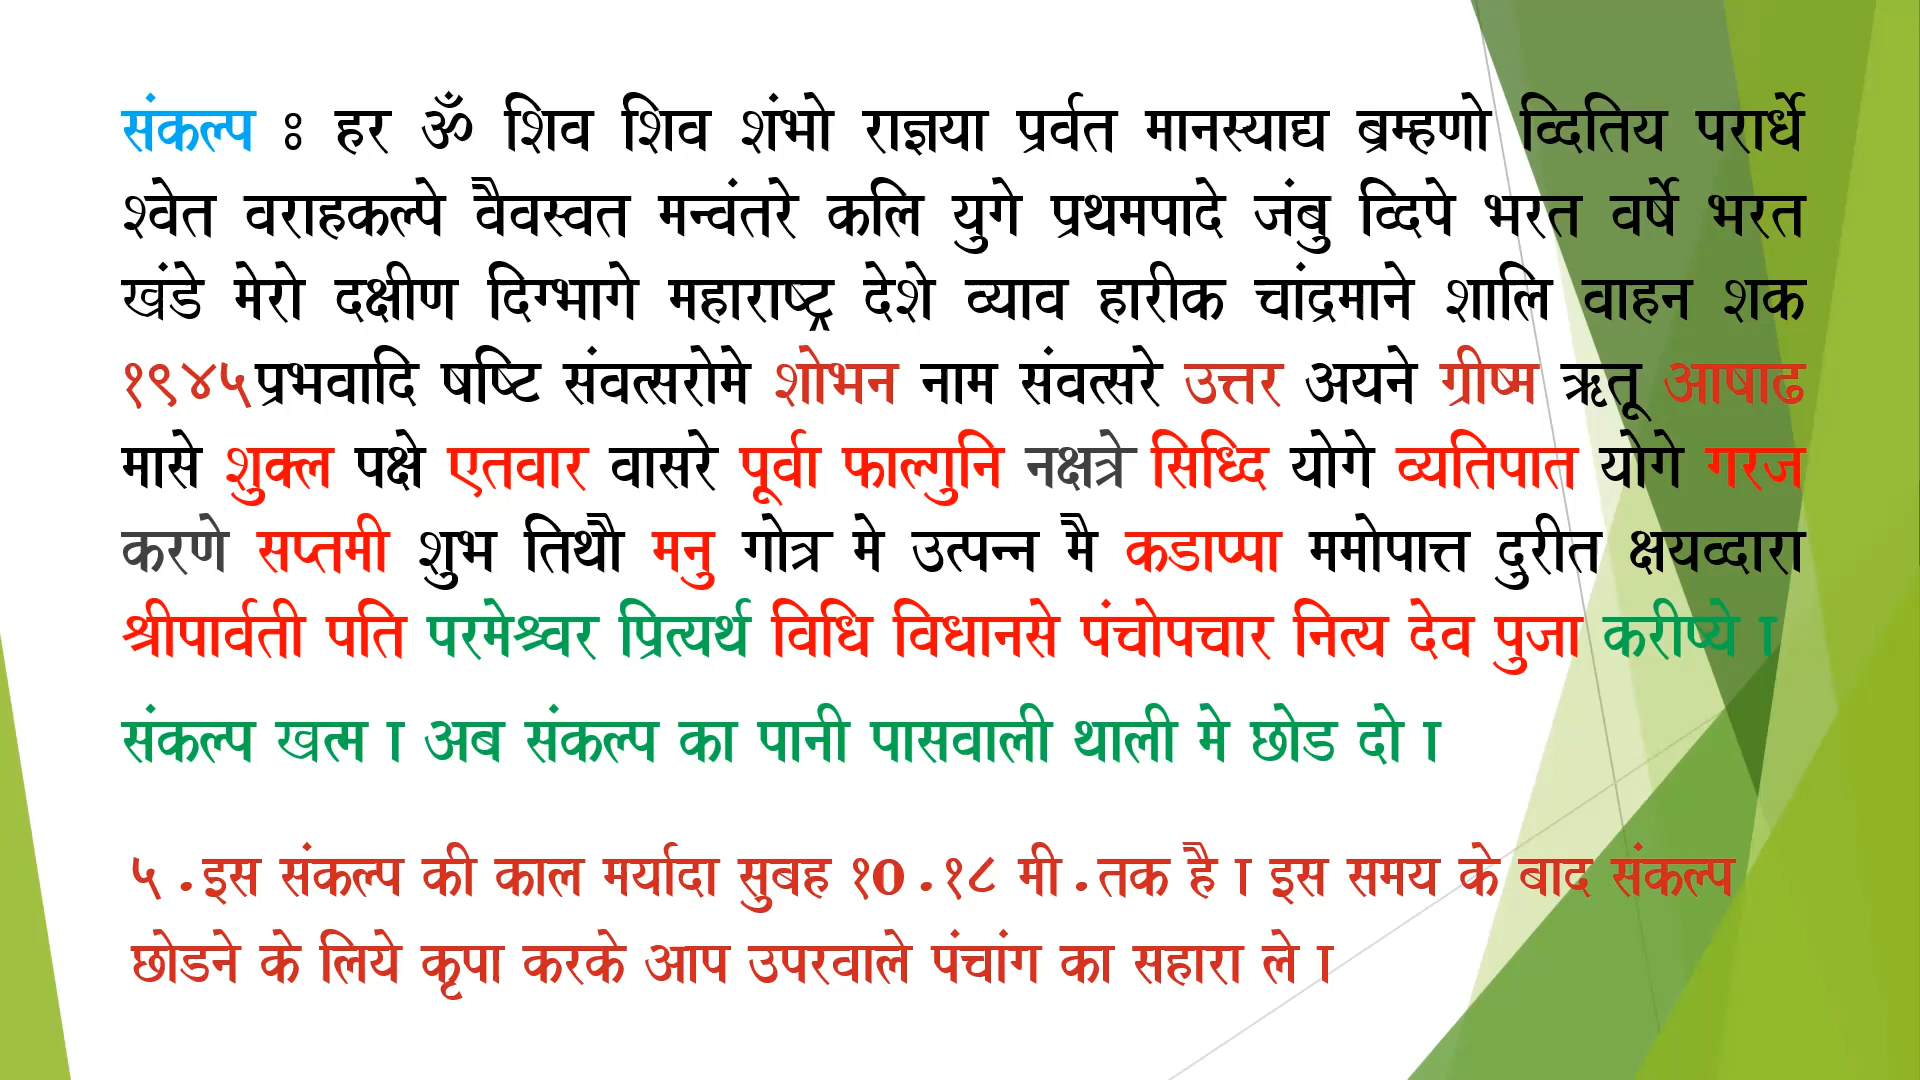 संकल्प ः हर ॐ शिव शिव शंभो राज्ञया प्रर्वत मानस्याद्य ब्रम्हणो व्दितिय परार्धे
श्वेत वराहकल्पे वैवस्वत मन्वंतरे कलि युगे प्रथमपादे जंबु व्दिपे भरत वर्षे भरत
खंडे मेरो दक्षीण दिग्भागे महाराष्ट्र देशे व्याव हारीक चांद्रमाने शालि वाहन शक
१९४५प्रभवादि षष्टि संवत्सरोमे शोभन नाम संवत्सरे उत्तर अयने ग्रीष्म ऋतू आषाढ
मासे शुक्ल पक्षे एतवार वासरे पूर्वा फाल्गुनि नक्षत्रे सिध्दि योगे व्यतिपात योगे गरज
करणे सप्तमी शुभ तिथौ मनु गोत्र मे उत्पन्न मै कडाप्पा ममोपात्त दुरीत क्षयव्दारा
श्रीपार्वती पति परमेश्वर प्रित्यर्थ विधि विधानसे पंचोपचार नित्य देव पुजा करीष्ये ।
संकल्प खत्म । अब संकल्प का पानी पासवाली थाली मे छोड दो ।
५ .इस संकल्प की काल मर्यादा सुबह १०.१८ मी.तक है । इस समय के बाद संकल्प
छोडने के लिये कृपा करके आप उपरवाले पंचांग का सहारा ले ।